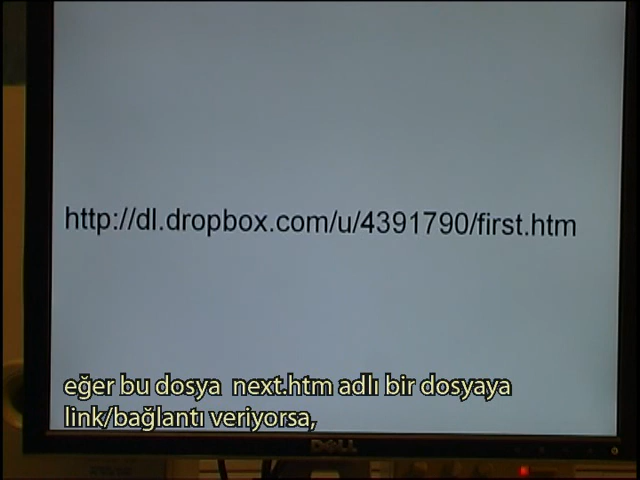 http://dl.dropbox.com/u/4391790/first.htm
eğer bu dosya  next.htm adlı bir dosyaya
link/bağlantı veriyorsa,
DELL